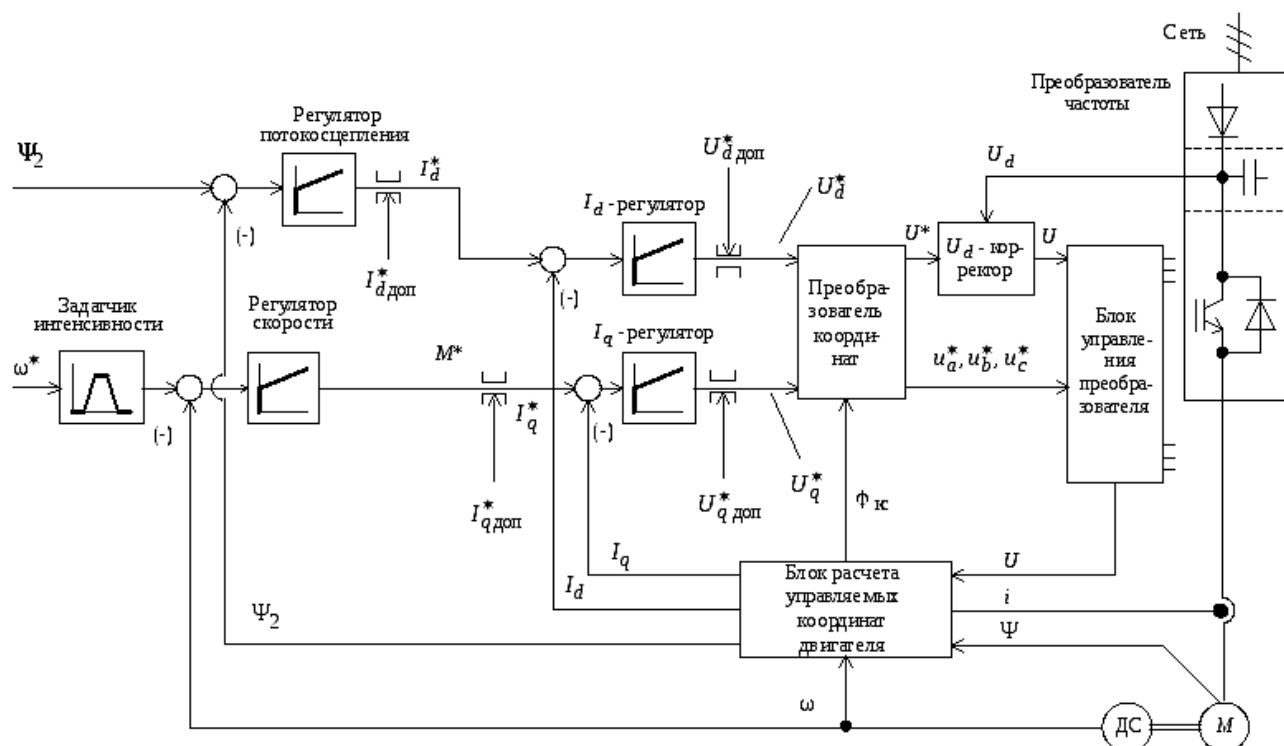 Сеть
Преобразователь
частоты
Регулятор
потокосцепления
Ψ2
I*d
U*d доп
U*d
Ud
(-)
I*d доп
Id - регулятор
U*
Ud - кор-
ректор
U
(-)
Преобра-
зователь
коорди-
нат
Задатчик
интенсивности
Регулятор
скорости
ω*
M*
Iq - регулятор
u*a, u*b, u*c
Блок
управле-
ния
преобра-
зователя
I*q
(-)
(-)
I*q доп
U*q доп
U*q
Φкс
Iq
Id
Ψ2
Блок расчета
управляемых
координат
двигателя
U
i
Ψ
ω
ДС
M